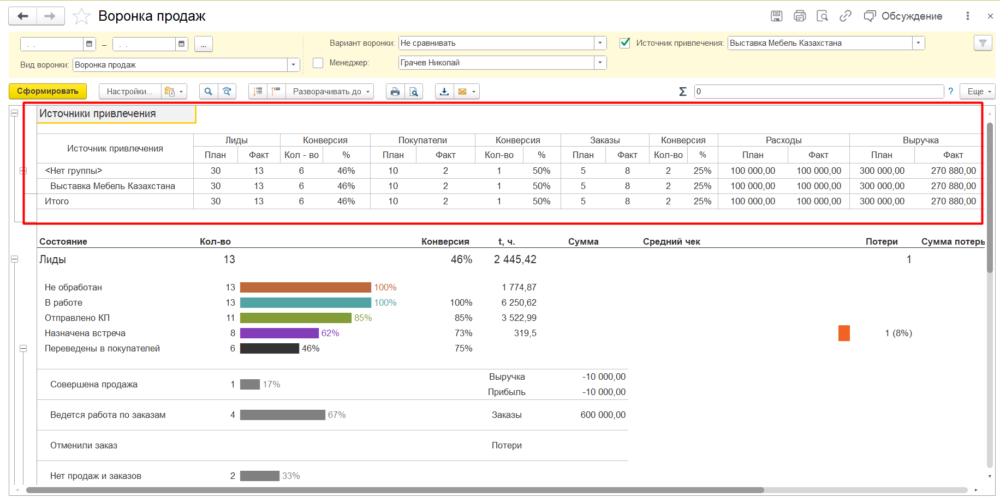 Воронка продаж
Обсуждение
. . – . . ...
Вариант воронки: Не сравнивать
Источник привлечения: Выставка Мебель Казахстана
Вид воронки: Воронка продаж
Менеджер: Грачев Николай
Сформировать Настройки... Разворачивать до Σ 0 ? Еще
Источники привлечения
Источник привлечения Лиды Конверсия Покупатели Конверсия Заказы Конверсия Расходы Выручка
План Факт Кол - во % План Факт Кол-во % План Факт Кол-во % План Факт План Факт
<Нет группы> 30 13 6 46% 10 2 1 50% 5 8 2 25% 100 000,00 100 000,00 300 000,00 270 880,00
Выставка Мебель Казахстана 30 13 6 46% 10 2 1 50% 5 8 2 25% 100 000,00 100 000,00 300 000,00 270 880,00
Итого 30 13 6 46% 10 2 1 50% 5 8 2 25% 100 000,00 100 000,00 300 000,00 270 880,00
Состояние Кол-во Конверсия t, ч. Сумма Средний чек Потери Сумма потерь
Лиды 13 46% 2 445,42 1
Не обработан 13 100% 1 774,87
В работе 13 100% 100% 6 250,62
Отправлено КП 11 85% 85% 3 522,99
Назначена встреча 8 62% 73% 319,5 1 (8%)
Переведены в покупателей 6 46% 75%
Выручка -10 000,00
Совершена продажа 1 17%
Прибыль -10 000,00
Ведется работа по заказам 4 67% Заказы 600 000,00
Отменили заказ Потери
Нет продаж и заказов 2 33%